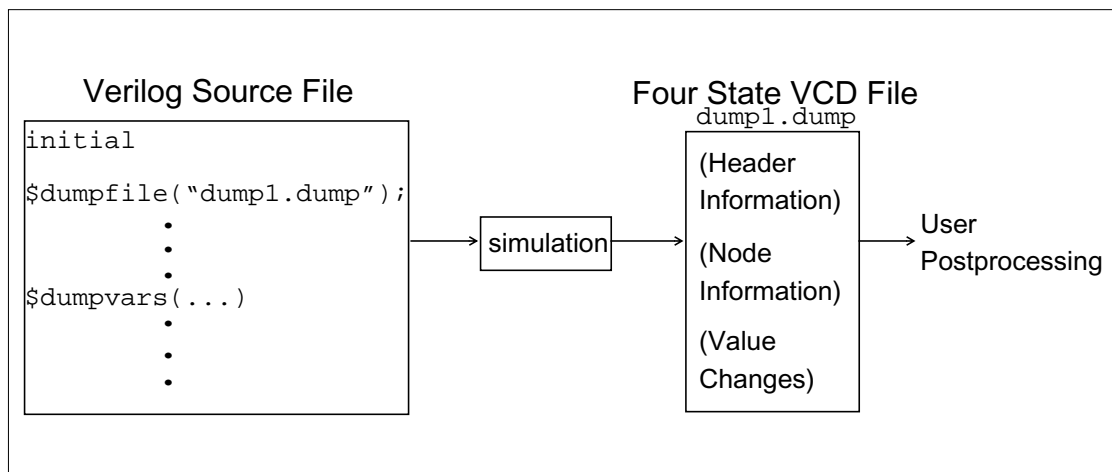 Verilog Source File
initial
$dumpfile(“dump1.dump”);
$dumpvars(...)
simulation
Four State VCD File
dump1.dump
(Header
Information)
(Node
Information)
(Value
Changes)
User
Postprocessing